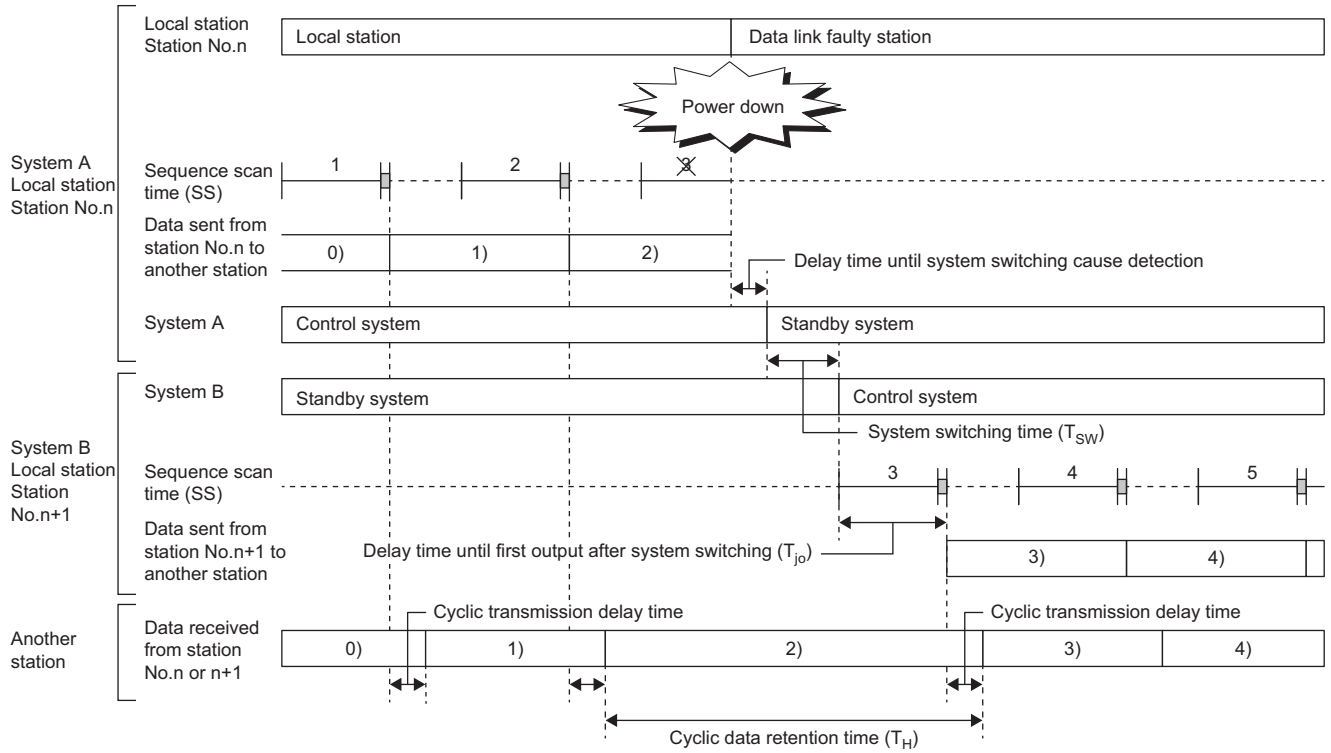 Local station
Station No.n
Local station
Data link faulty station
Power down
System A
Local station
Station No.n
Sequence scan
time (SS)
1
2
3
Data sent from
station No.n to
another station
0)
1)
2)
Delay time until system switching cause detection
System A
Control system
Standby system
System B
Local station
Station
No.n+1
System B
Standby system
Control system
System switching time (TSW)
Sequence scan
time (SS)
3
4
5
Data sent from
station No.n+1 to
another station
Delay time until first output after system switching (Tjo)
3)
4)
Another
station
Data received
from station
No.n or n+1
Cyclic transmission delay time
Cyclic transmission delay time
0)
1)
2)
3)
4)
Cyclic data retention time (TH)